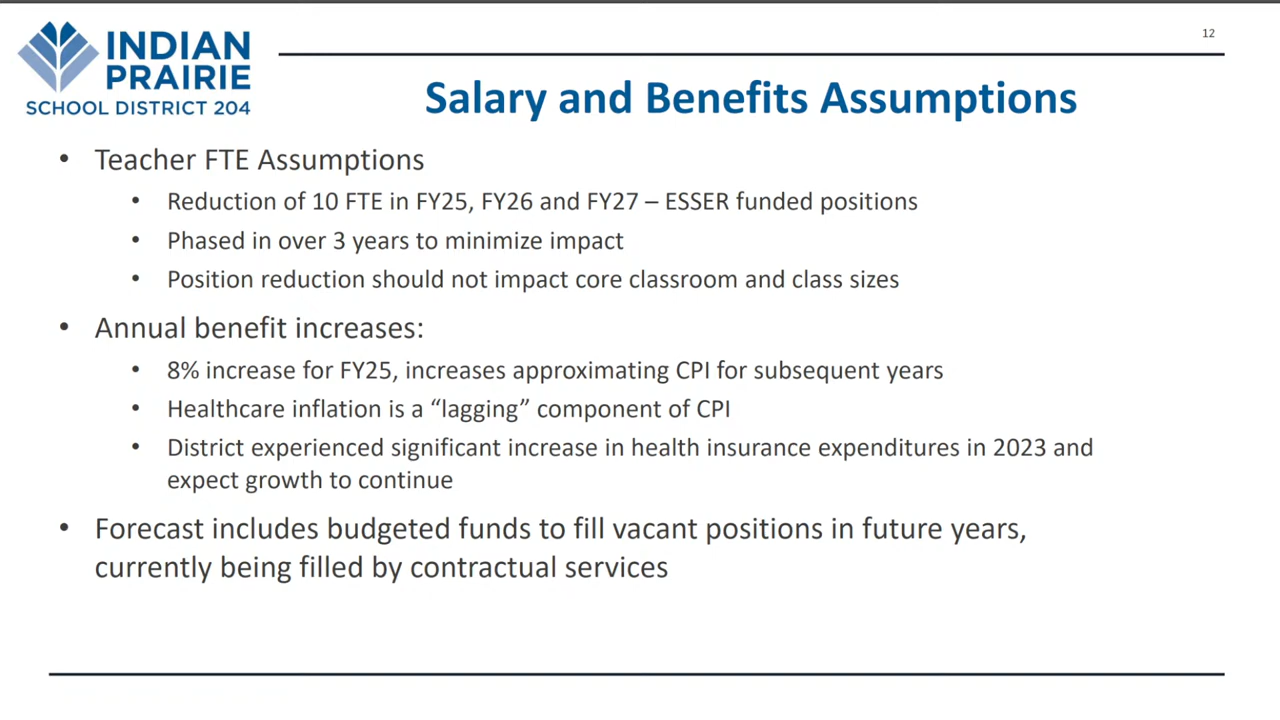 12
INDIAN
PRAIRIE
SCHOOL DISTRICT 204
Salary and Benefits Assumptions
• Teacher FTE Assumptions
• Reduction of 10 FTE in FY25, FY26 and FY27 – ESSER funded positions
• Phased in over 3 years to minimize impact
• Position reduction should not impact core classroom and class sizes
• Annual benefit increases:
• 8% increase for FY25, increases approximating CPI for subsequent years
• Healthcare inflation is a “lagging” component of CPI
• District experienced significant increase in health insurance expenditures in 2023 and
expect growth to continue
• Forecast includes budgeted funds to fill vacant positions in future years,
currently being filled by contractual services